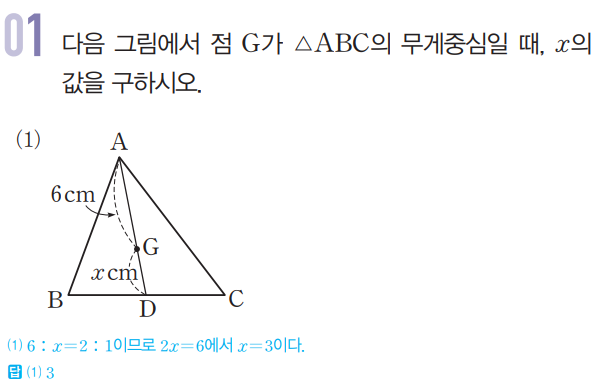 01 다음 그림에서 점 G가 △ABC의 무게중심일 때, x의
값을 구하시오.
(1)
A
6 cm
G
x cm
B
D
C
(1) 6 : x=2 : 1이므로 2x=6에서 x=3이다.
답 (1) 3